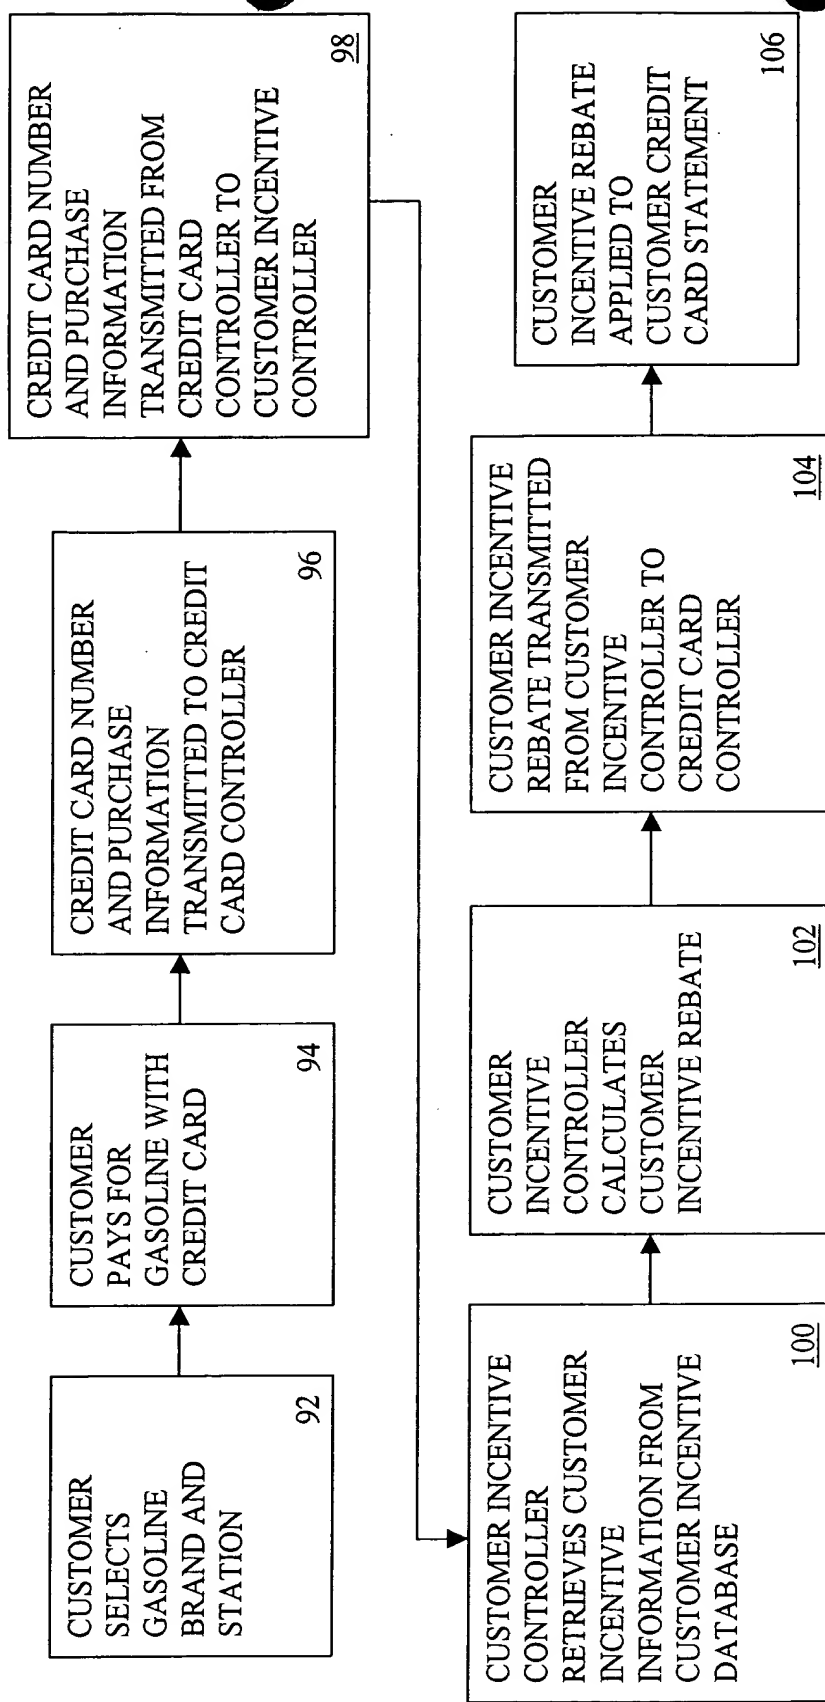 CUSTOMER
SELECTS
GASOLINE
BRAND AND
STATION
92
CUSTOMER
PAYS FOR
GASOLINE WITH
CREDIT CARD
94
CREDIT CARD NUMBER
AND PURCHASE
INFORMATION
TRANSMITTED TO CREDIT
CARD CONTROLLER
96
CREDIT CARD NUMBER
AND PURCHASE
INFORMATION
TRANSMITTED FROM
CREDIT CARD
CONTROLLER TO
CUSTOMER INCENTIVE
CONTROLLER
98
CUSTOMER INCENTIVE
CONTROLLER
RETRIEVES CUSTOMER
INCENTIVE
INFORMATION FROM
CUSTOMER INCENTIVE
DATABASE
100
CUSTOMER
INCENTIVE
CONTROLLER
CALCULATES
CUSTOMER
INCENTIVE REBATE
102
CUSTOMER INCENTIVE
REBATE TRANSMITTED
FROM CUSTOMER
INCENTIVE
CONTROLLER TO
CREDIT CARD
CONTROLLER
104
CUSTOMER
INCENTIVE REBATE
APPLIED TO
CUSTOMER CREDIT
CARD STATEMENT
106